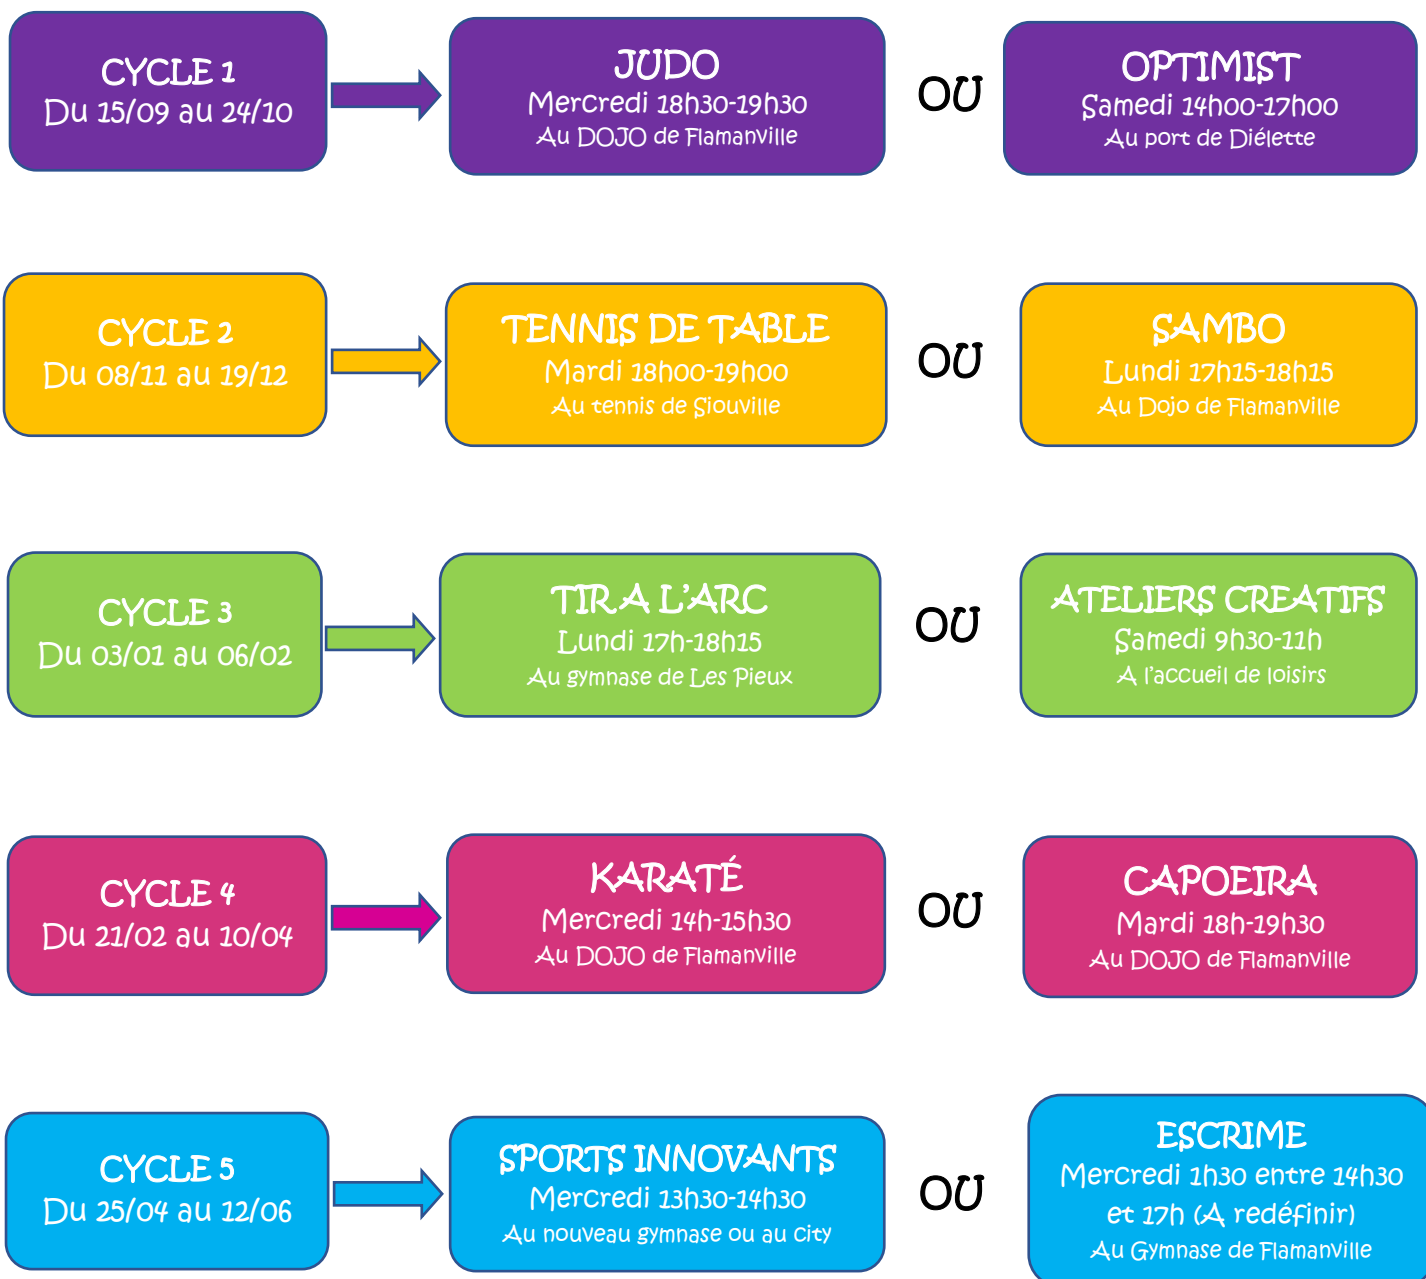 CYCLE 1
Du 15/09 au 24/10
JUDO
Mercredi 18h30-19h30
Au DOJO de Flamanville
OU
OPTIMIST
Samedi 14h00-17h00
Au port de Diélette
CYCLE 2
Du 08/11 au 19/12
TENNIS DE TABLE
Mardi 18h00-19h00
Au tennis de Siouville
OU
SAMBO
Lundi 17h15-18h15
Au Dojo de Flamanville
CYCLE 3
Du 03/01 au 06/02
TIR A L'ARC
Lundi 17h-18h15
Au gymnase de Les Pieux
OU
ATELIERS CREATIFS
Samedi 9h30-11h
A l'accueil de loisirs
CYCLE 4
Du 21/02 au 10/04
KARATÉ
Mercredi 14h-15h30
Au DOJO de Flamanville
OU
CAPOEIRA
Mardi 18h-19h30
Au DOJO de Flamanville
CYCLE 5
Du 25/04 au 12/06
SPORTS INNOVANTS
Mercredi 13h30-14h30
Au nouveau gymnase ou au city
OU
ESCRIME
Mercredi 1h30 entre 14h30
et 17h (A redéfinir)
Au Gymnase de Flamanville